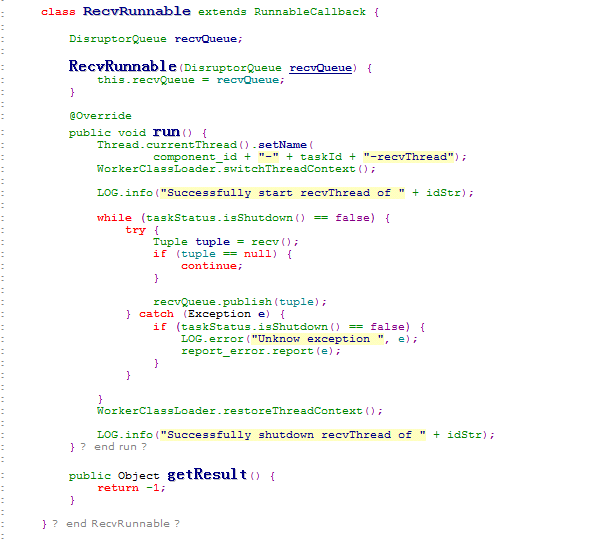 class RecvRunnable extends RunnableCallback {
DisruptorQueue recvQueue;
RecvRunnable(DisruptorQueue recvQueue) {
this.recvQueue = recvQueue;
}
@Override
public void run() {
Thread.currentThread().setName(
component_id + "-" + taskId + "-recvThread");
WorkerClassLoader.switchThreadContext();
LOG.info("Successfully start recvThread of " + idStr);
while (taskStatus.isShutdown() == false) {
try {
Tuple tuple = recv();
if (tuple == null) {
continue;
}
recvQueue.publish(tuple);
} catch (Exception e) {
if (taskStatus.isShutdown() == false) {
LOG.error("Unknow exception ", e);
report_error.report(e);
}
}
}
WorkerClassLoader.restoreThreadContext();
LOG.info("Successfully shutdown recvThread of " + idStr);
} ? end run ?
public Object getResult() {
return -1;
}
} ? end RecvRunnable ?